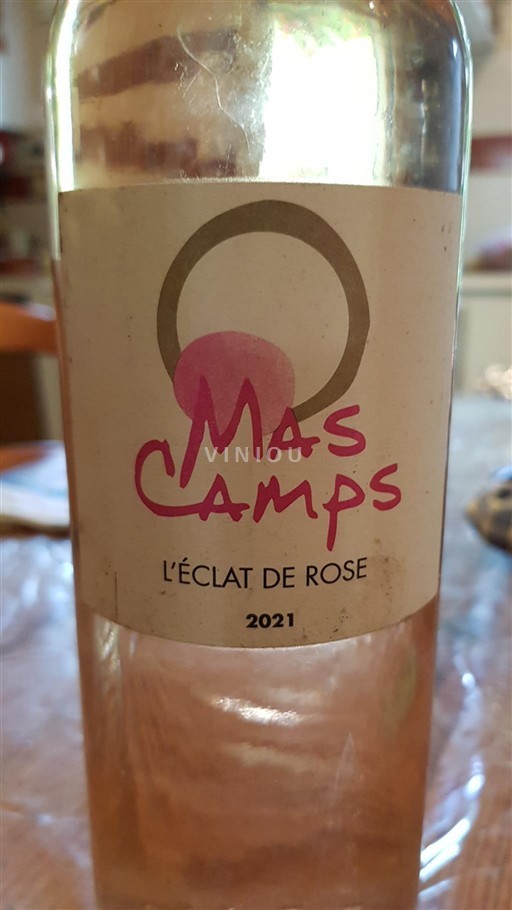 Mas
VINIOU
Camps
L'ÉCLAT DE ROSE
2021